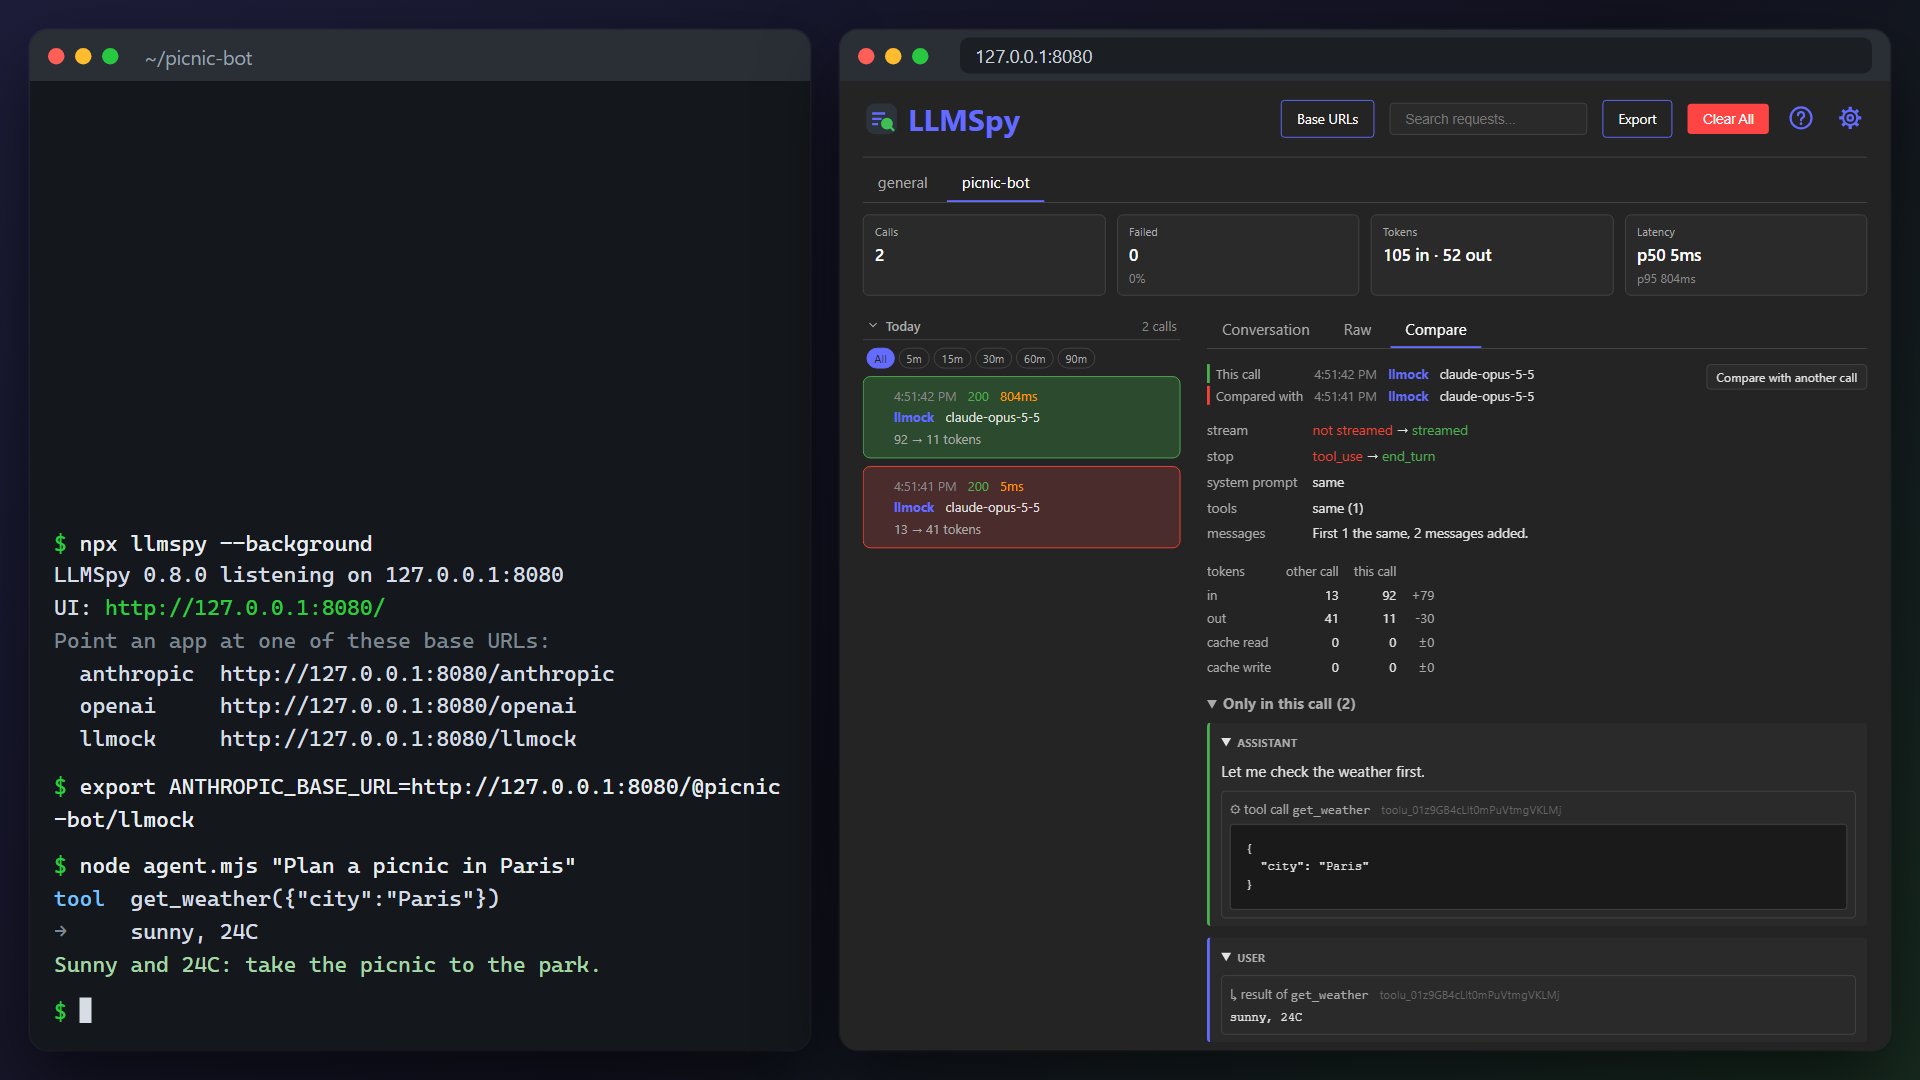 ~/picnic-bot
$ npx llmspy --background
LLMSpy 0.8.0 listening on 127.0.0.1:8080
UI: http://127.0.0.1:8080/
Point an app at one of these base URLs:
anthropic http://127.0.0.1:8080/anthropic
openai http://127.0.0.1:8080/openai
llmock http://127.0.0.1:8080/llmock
$ export ANTHROPIC_BASE_URL=http://127.0.0.1:8080/@picnic
-bot/llmock
$ node agent.mjs "Plan a picnic in Paris"
tool get_weather({"city":"Paris"})
→ sunny, 24C
Sunny and 24C: take the picnic to the park.
$
127.0.0.1:8080
LLMSpy
Base URLs
Search requests...
Export
Clear All
general picnic-bot
Calls
2
Failed
0
0%
Tokens
105 in · 52 out
Latency
p50 5ms
p95 804ms
Today 2 calls
All 5m 15m 30m 60m 90m
4:51:42 PM 200 804ms
llmock claude-opus-5-5
92 → 11 tokens
4:51:41 PM 200 5ms
llmock claude-opus-5-5
13 → 41 tokens
Conversation Raw Compare
This call 4:51:42 PM llmock claude-opus-5-5
Compared with 4:51:41 PM llmock claude-opus-5-5
Compare with another call
stream not streamed → streamed
stop tool_use → end_turn
system prompt same
tools same (1)
messages First 1 the same, 2 messages added.
tokens other call this call
in 13 92 +79
out 41 11 -30
cache read 0 0 ±0
cache write 0 0 ±0
▼ Only in this call (2)
▼ ASSISTANT
Let me check the weather first.
tool call get_weather
{
"city": "Paris"
}
▼ USER
↳ result of get_weather
sunny, 24C